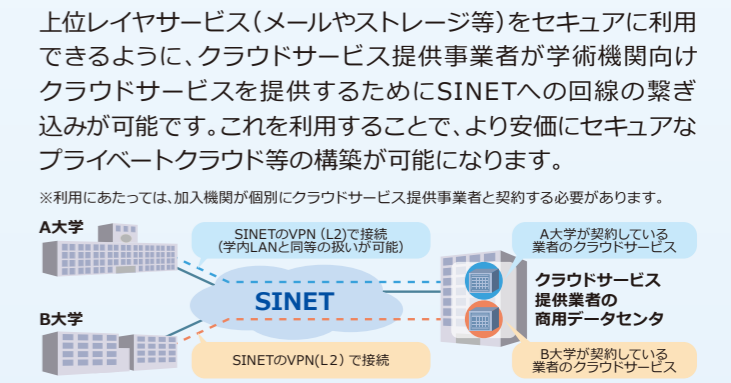 上位レイヤサービス（メールやストレージ等）をセキュアに利用
できるように、クラウドサービス提供事業者が学術機関向け
クラウドサービスを提供するためにSINETへの回線の繋ぎ
込みが可能です。これを利用することで、より安価にセキュアな
プライベートクラウド等の構築が可能になります。
※利用にあたっては、加入機関が個別にクラウドサービス提供事業者と契約する必要があります。
A大学
SINETのVPN（L2）で接続
（学内LANと同等の扱いが可能）
A大学が契約している
業者のクラウドサービス
SINET
クラウドサービス
提供業者の
商用データセンタ
B大学
SINETのVPN(L2）で接続
B大学が契約している
業者のクラウドサービス